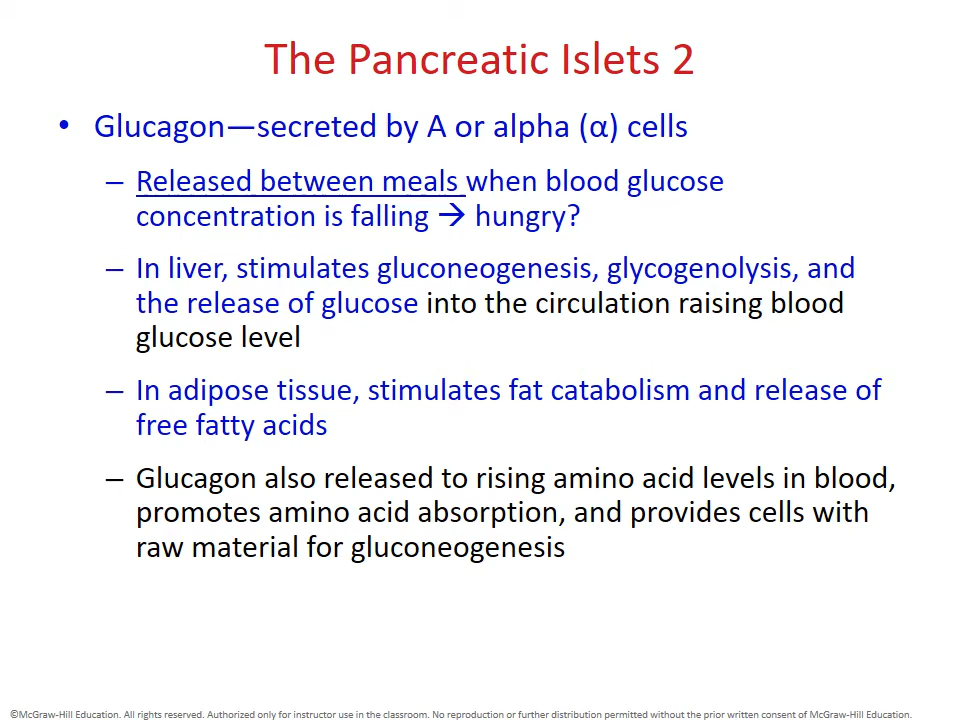 The Pancreatic Islets 2
• Glucagon—secreted by A or alpha (α) cells
– Released between meals when blood glucose
concentration is falling → hungry?
– In liver, stimulates gluconeogenesis, glycogenolysis, and
the release of glucose into the circulation raising blood
glucose level
– In adipose tissue, stimulates fat catabolism and release of
free fatty acids
– Glucagon also released to rising amino acid levels in blood,
promotes amino acid absorption, and provides cells with
raw material for gluconeogenesis
©McGraw-Hill Education. All rights reserved. Authorized only for instructor use in the classroom. No reproduction or further distribution permitted without the prior written consent of McGraw-Hill Education.